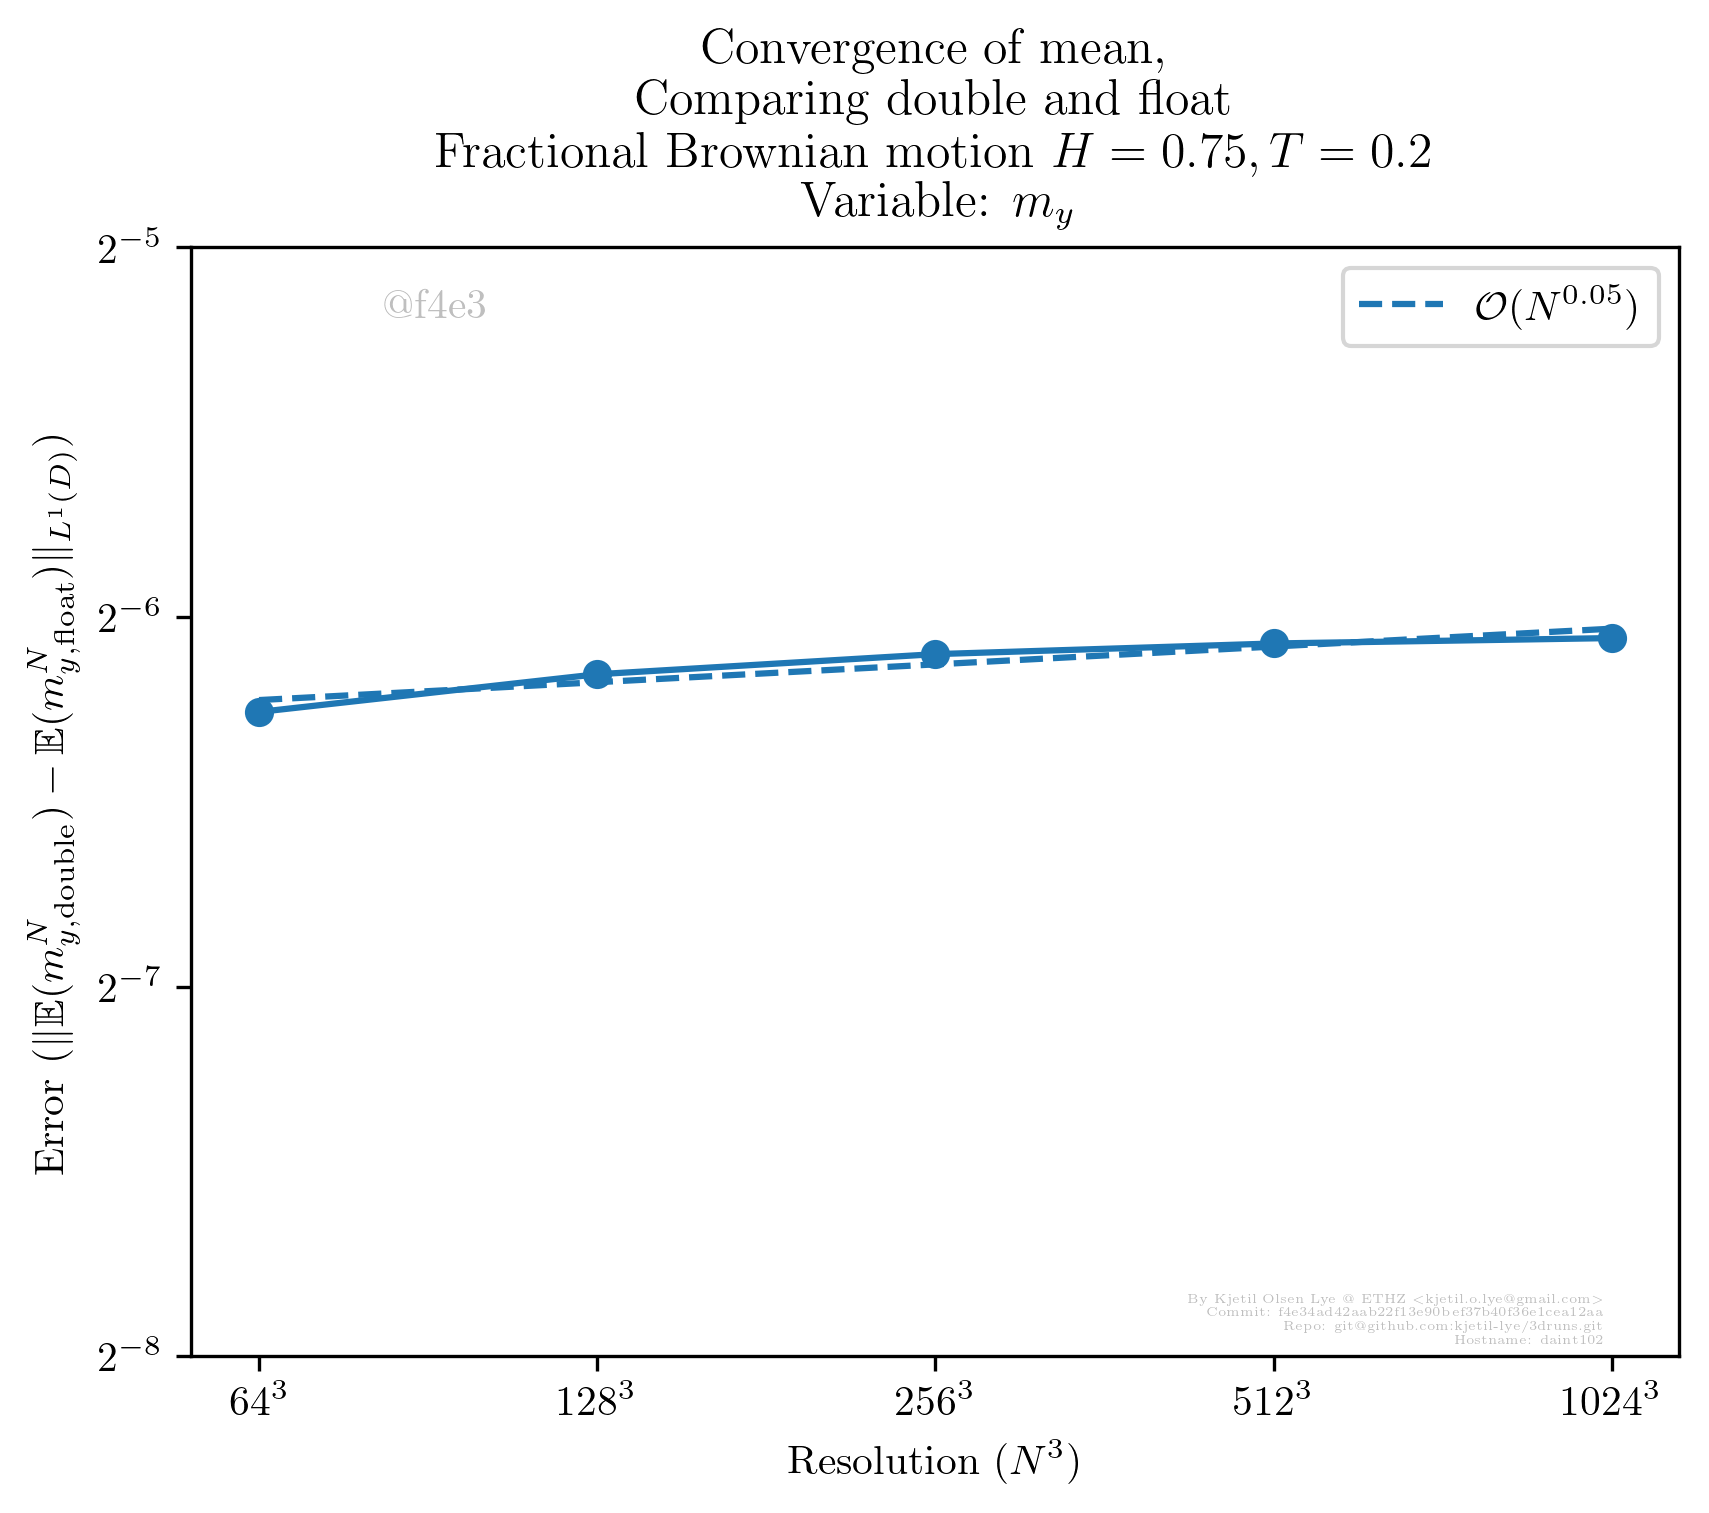 Convergence of mean,
Comparing double and float
Fractional Brownian motion H = 0.75, T = 0.2
Variable: m_y
2^{-5}
@f4e3
O(N^{0.05})
2^{-6}
2^{-7}
2^{-8}
Error (||𝔼(m^N_{y,double}) − 𝔼(m^N_{y,float})||_{L^1(D)})
By Kjetil Olsen Lye @ ETHZ <kjetil.o.lye@gmail.com>
Commit: f4e34ad42aab22f13e90bef37b40f36e1cea12aa
Repo: git@github.com:kjetil-lye/3druns.git
Hostname: daint102
64^3 128^3 256^3 512^3 1024^3
Resolution (N^3)